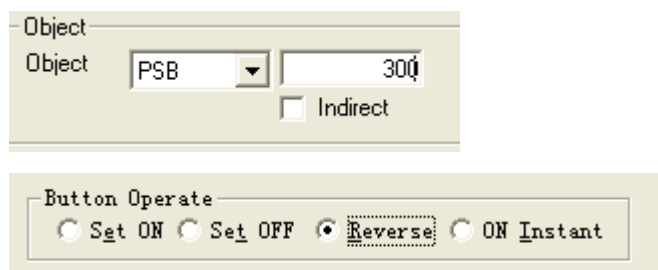 Object
Object PSB 300
Indirect
Button Operate
Set ON Set OFF Reverse ON Instant